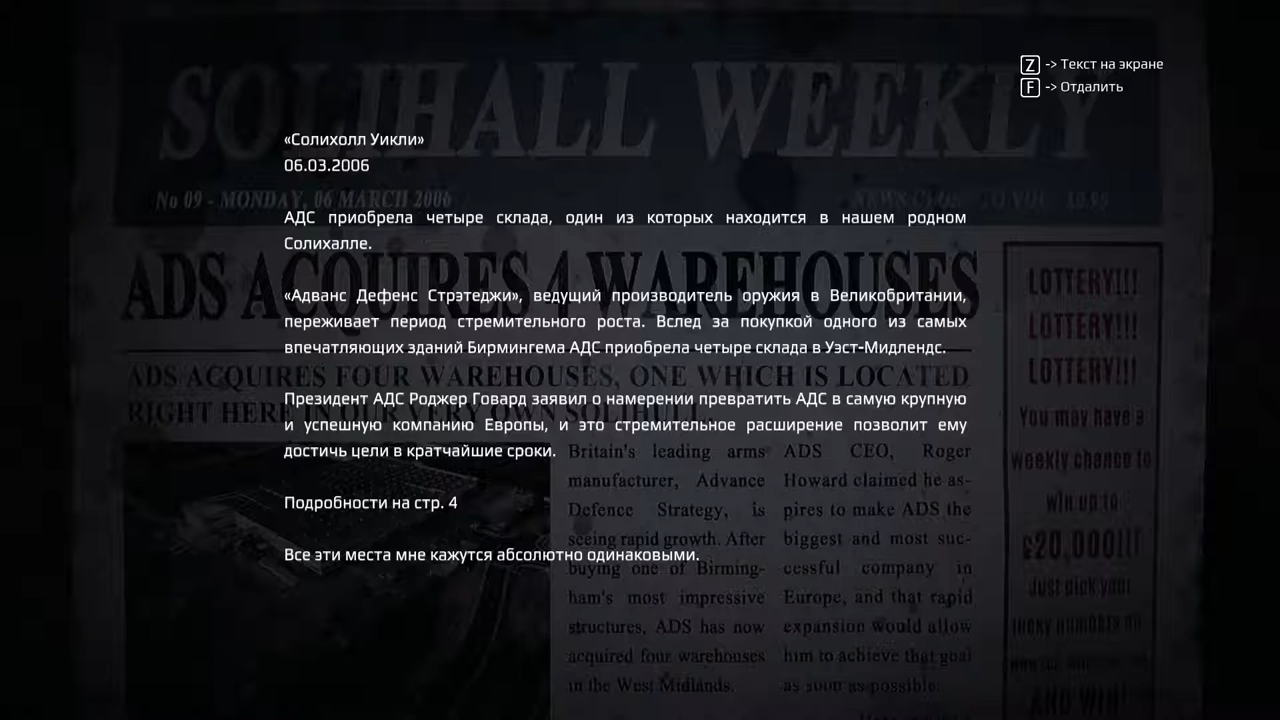 SOLIHALL WEEKLY
Z -> Текст на экране
F -> Отдалить
«Солихолл Уикли»
06.03.2006
No 09 - MONDAY, 06 MARCH 2006
АДС приобрела четыре склада, один из которых находится в нашем родном
Солихалле.
ADS ACQUIRES 4 WAREHOUSES
«Адванс Дефенс Стрэтеджи», ведущий производитель оружия в Великобритании,
переживает период стремительного роста. Вслед за покупкой одного из самых
впечатляющих зданий Бирмингема АДС приобрела четыре склада в Уэст-Мидлендс.
ADS ACQUIRES FOUR WAREHOUSES, ONE WHICH IS LOCATED
RIGHT HERE IN OUR VERY OWN SOLIHULL.
Президент АДС Роджер Говард заявил о намерении превратить АДС в самую крупную
и успешную компанию Европы, и это стремительное расширение позволит ему
достичь цели в кратчайшие сроки.
Подробности на стр. 4
Все эти места мне кажутся абсолютно одинаковыми.
Britain's leading arms
manufacturer, Advance
Defence Strategy, is
seeing rapid growth. After
buying one of Birming-
ham's most impressive
structures, ADS has now
acquired four warehouses
in the West Midlands.
ADS CEO, Roger
Howard claimed he as-
pires to make ADS the
biggest and most suc-
cessful company in
Europe, and that rapid
expansion would allow
him to achieve that goal
as soon as possible.
LOTTERY!!!
LOTTERY!!!
LOTTERY!!!
You may have a
weekly chance to
win up to
£20,000!!!
Just pick your
lucky numbers on
AND WIN!